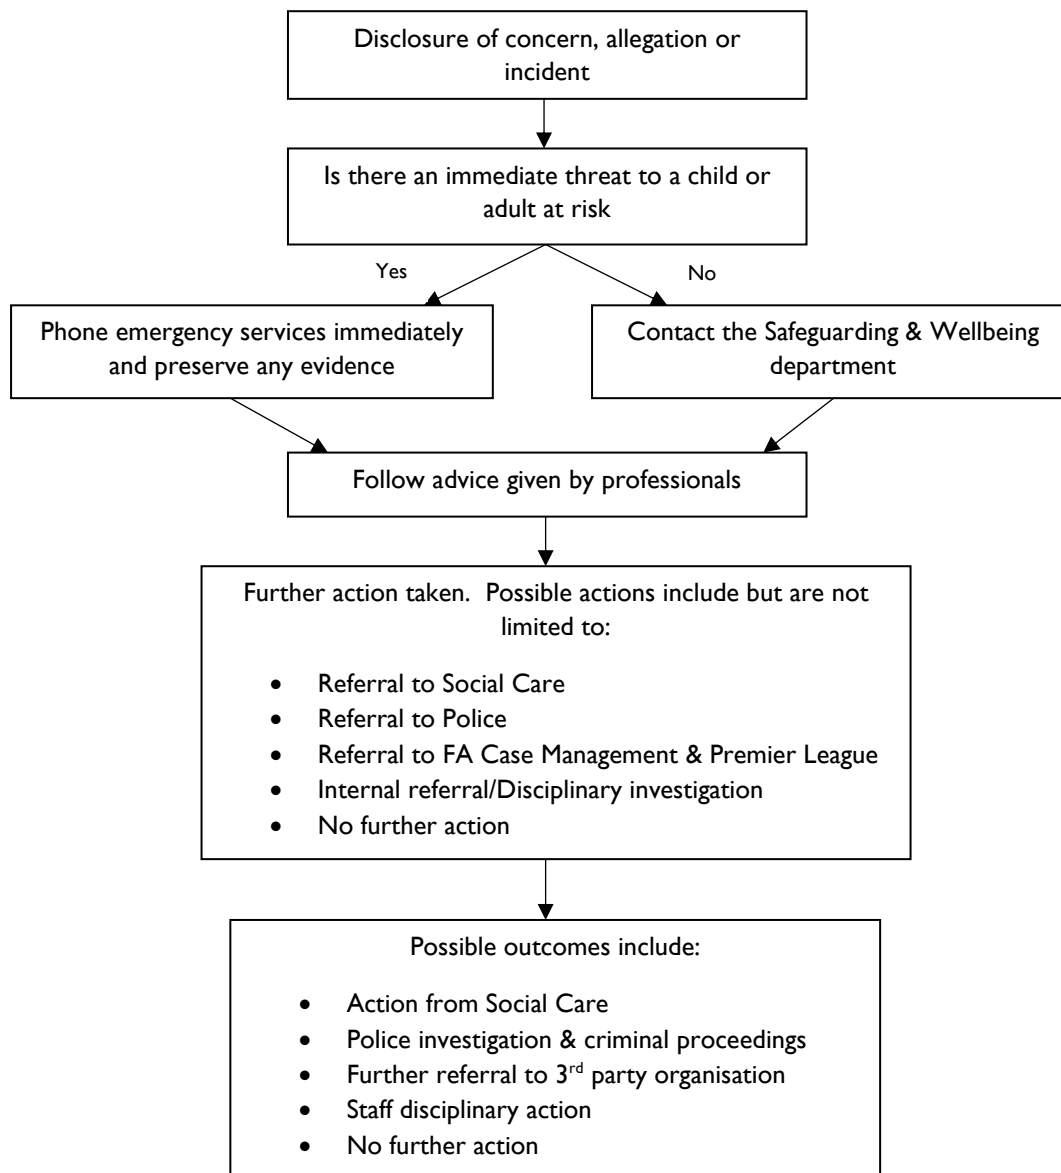 Disclosure of concern, allegation or
incident
Is there an immediate threat to a child or
adult at risk
Yes
No
Phone emergency services immediately
and preserve any evidence
Contact the Safeguarding & Wellbeing
department
Follow advice given by professionals
Further action taken.  Possible actions include but are not
limited to:
• Referral to Social Care
• Referral to Police
• Referral to FA Case Management & Premier League
• Internal referral/Disciplinary investigation
• No further action
Possible outcomes include:
• Action from Social Care
• Police investigation & criminal proceedings
• Further referral to 3rd party organisation
• Staff disciplinary action
• No further action